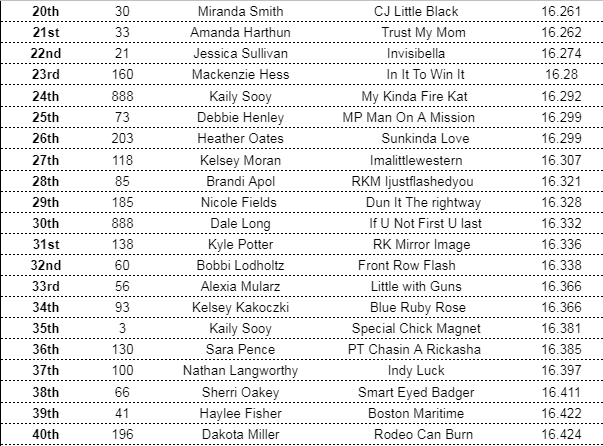 20th 30 Miranda Smith CJ Little Black 16.261
21st 33 Amanda Harthun Trust My Mom 16.262
22nd 21 Jessica Sullivan Invisibella 16.274
23rd 160 Mackenzie Hess In It To Win It 16.28
24th 888 Kaily Sooy My Kinda Fire Kat 16.292
25th 73 Debbie Henley MP Man On A Mission 16.299
26th 203 Heather Oates Sunkinda Love 16.299
27th 118 Kelsey Moran Imalittlewestern 16.307
28th 85 Brandi Apol RKM Ijustflashedyou 16.321
29th 185 Nicole Fields Dun It The rightway 16.328
30th 888 Dale Long If U Not First U last 16.332
31st 138 Kyle Potter RK Mirror Image 16.336
32nd 60 Bobbi Lodholtz Front Row Flash 16.338
33rd 56 Alexia Mularz Little with Guns 16.366
34th 93 Kelsey Kakoczki Blue Ruby Rose 16.366
35th 3 Kaily Sooy Special Chick Magnet 16.381
36th 130 Sara Pence PT Chasin A Rickasha 16.385
37th 100 Nathan Langworthy Indy Luck 16.397
38th 66 Sherri Oakey Smart Eyed Badger 16.411
39th 41 Haylee Fisher Boston Maritime 16.422
40th 196 Dakota Miller Rodeo Can Burn 16.424